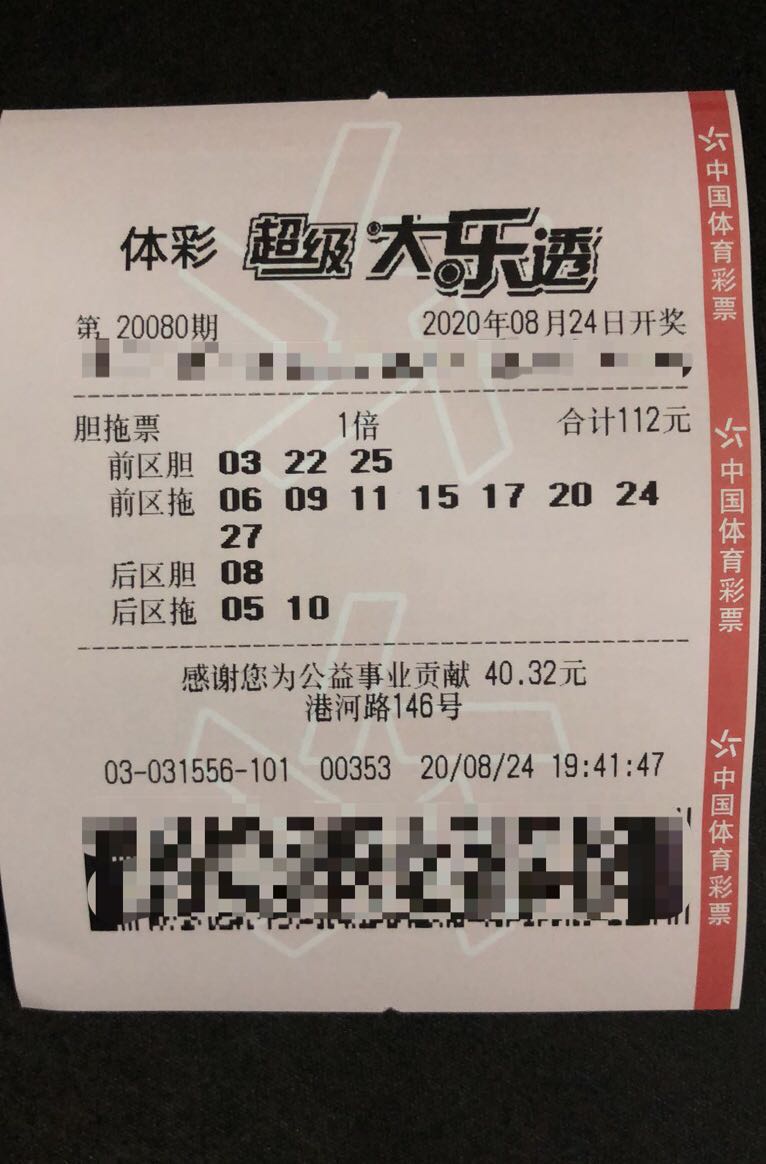 体彩 超级大乐透
第 20080期 2020年08月24日开奖
胆拖票 1倍 合计112元
前区胆 03 22 25
前区拖 06 09 11 15 17 20 24
27
后区胆 08
后区拖 05 10
感谢您为公益事业贡献 40.32元
港河路146号
03-031556-101 00353 20/08/24 19:41:47
中国体育彩票
中国体育彩票
中国体育彩票